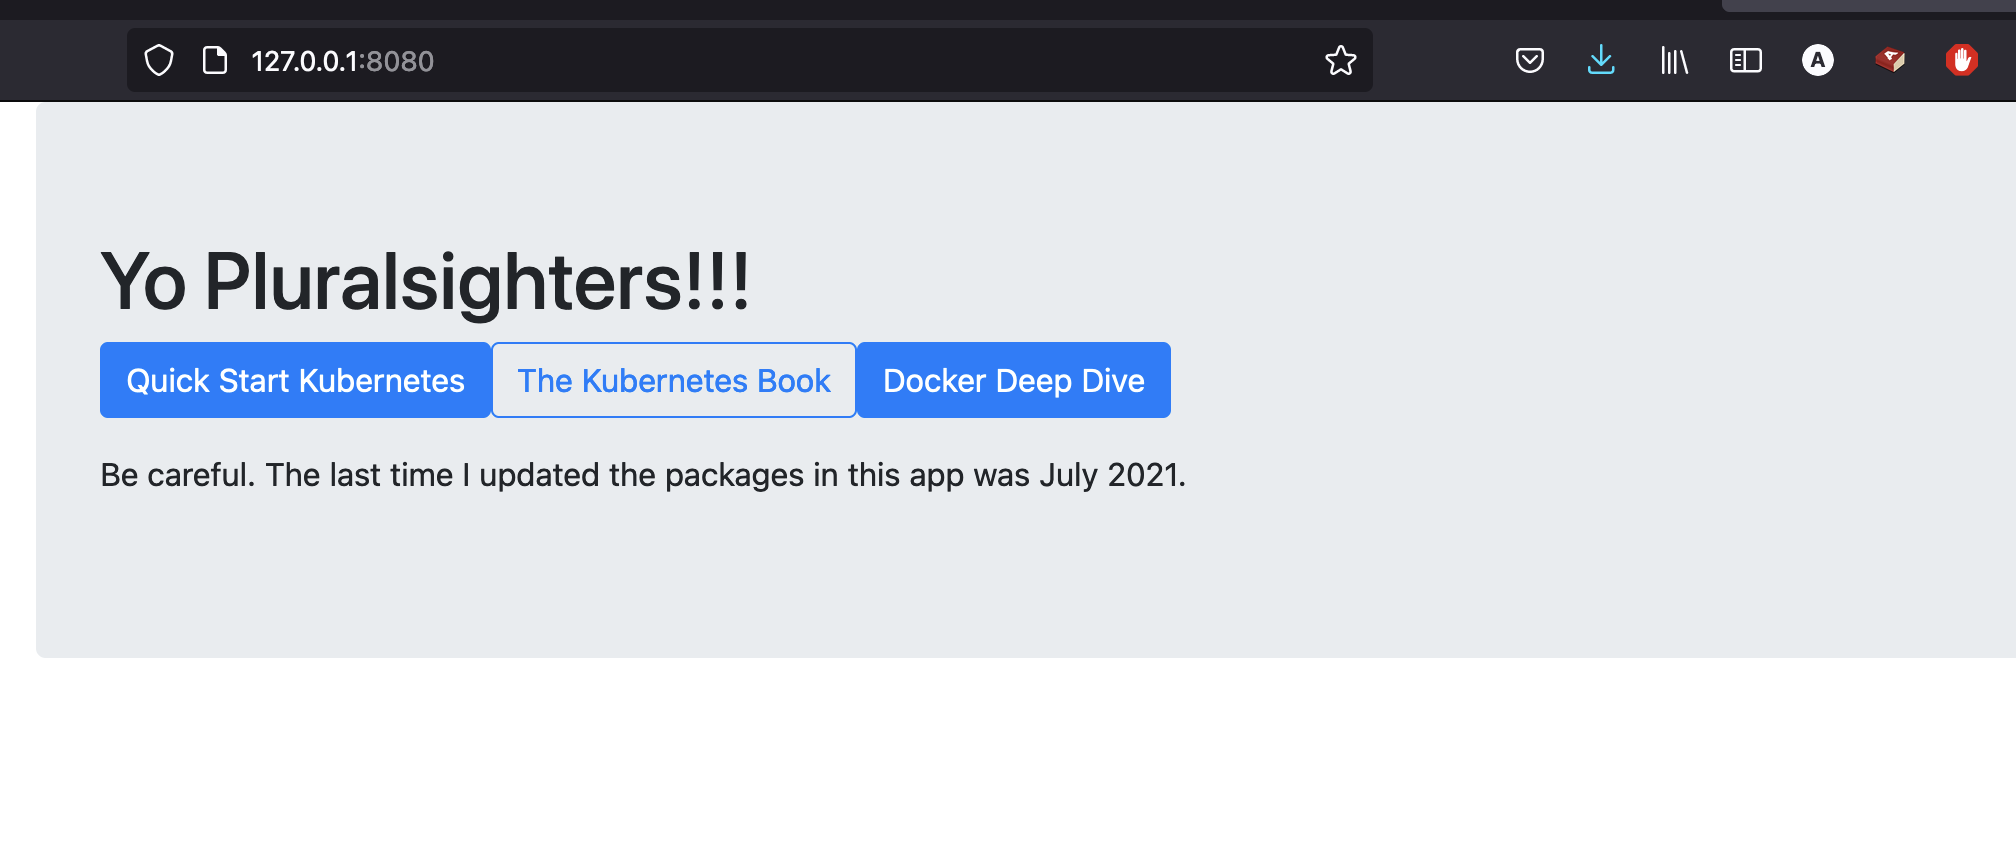 127.0.0.1:8080
A
Yo Pluralsighters!!!
Quick Start Kubernetes The Kubernetes Book Docker Deep Dive
Be careful. The last time I updated the packages in this app was July 2021.